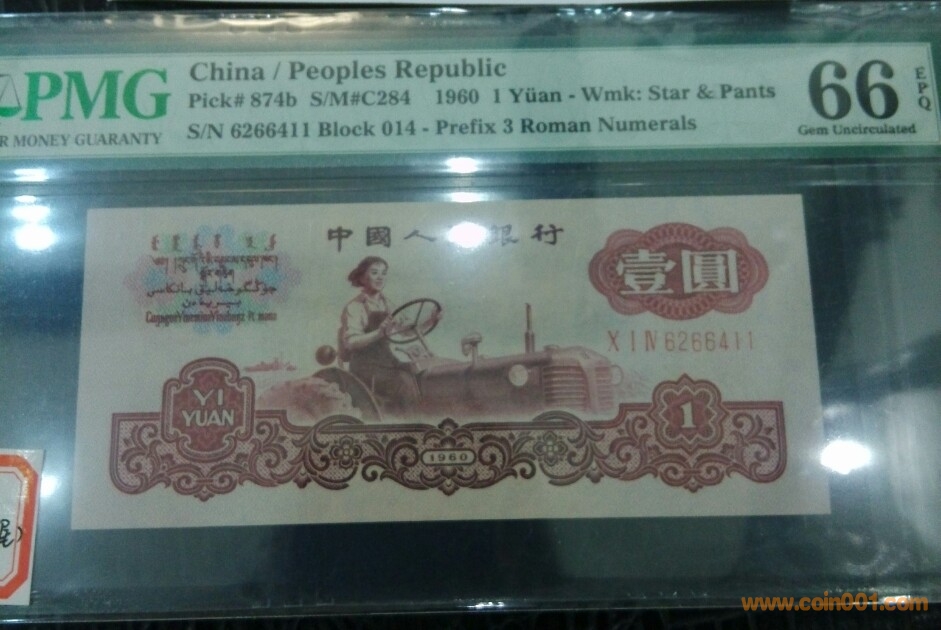 PMG
R MONEY GUARANTY
China / Peoples Republic
Pick# 874b S/M#C284 1960 1 Yüan - Wmk: Star & Pants
S/N 6266411 Block 014 - Prefix 3 Roman Numerals
66
EPQ
Gem Uncirculated
中國人 銀行
壹圓
X I IV 6266411
YI
YUAN
1960
1
www.coin001.com